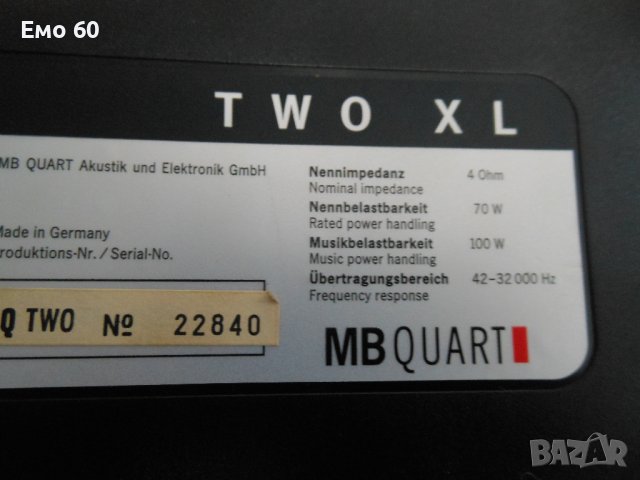 Емо 60
TWO XL
MB QUART Akustik und Elektronik GmbH
Made in Germany
Produktions-Nr. / Serial-No.
Q TWO № 22840
Nennimpedanz 4 Ohm
Nominal impedance
Nennbelastbarkeit 70 W
Rated power handling
Musikbelastbarkeit 100 W
Music power handling
Übertragungsbereich 42–32 000 Hz
Frequency response
MB QUART
BAZAR